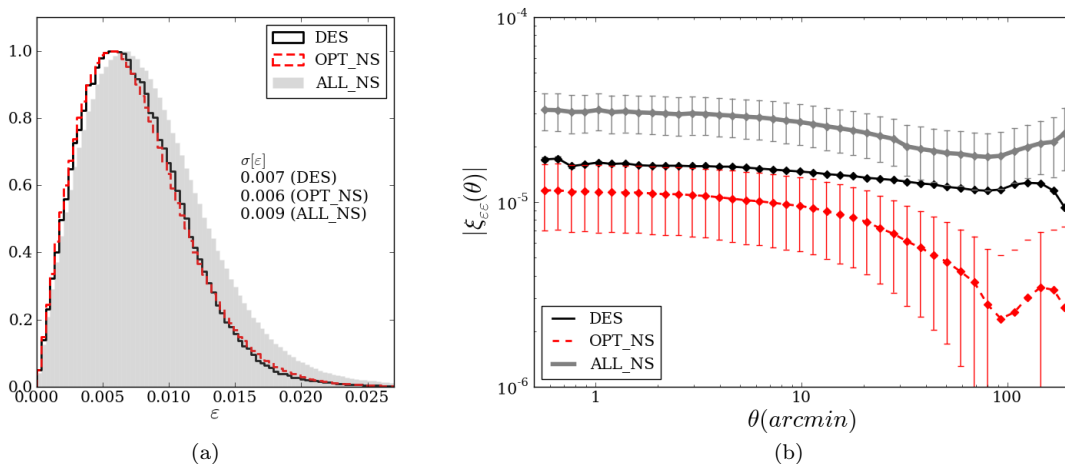 DES
OPT_NS
ALL_NS
σ[ε]
0.007 (DES)
0.006 (OPT_NS)
0.009 (ALL_NS)
1.0
0.8
0.6
0.4
0.2
0.0
0.000 0.005 0.010 0.015 0.020 0.025
ε
(a)
10⁻⁴
10⁻⁵
10⁻⁶
|ξεε(θ)|
DES
OPT_NS
ALL_NS
1 10 100
θ(arcmin)
(b)